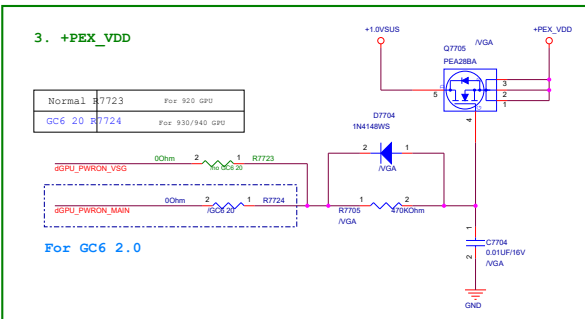 3. +PEX_VDD
+1.0VSUS
/VGA
+PEX_VDD
Q7705
PEA28BA
5
3
2
1
4
Normal R7723 For 920 GPU
GC6 20 R7724 For 930/940 GPU
D7704
1N4148WS
2 1
/VGA
0Ohm 2 1 R7723
dGPU_PWRON_VSG /no GC6 20
0Ohm 2 1 R7724
dGPU_PWRON_MAIN /GC6 20
1 2
R7705 470KOhm
/VGA
For GC6 2.0
1
C7704
0.01UF/16V
2
/VGA
GND